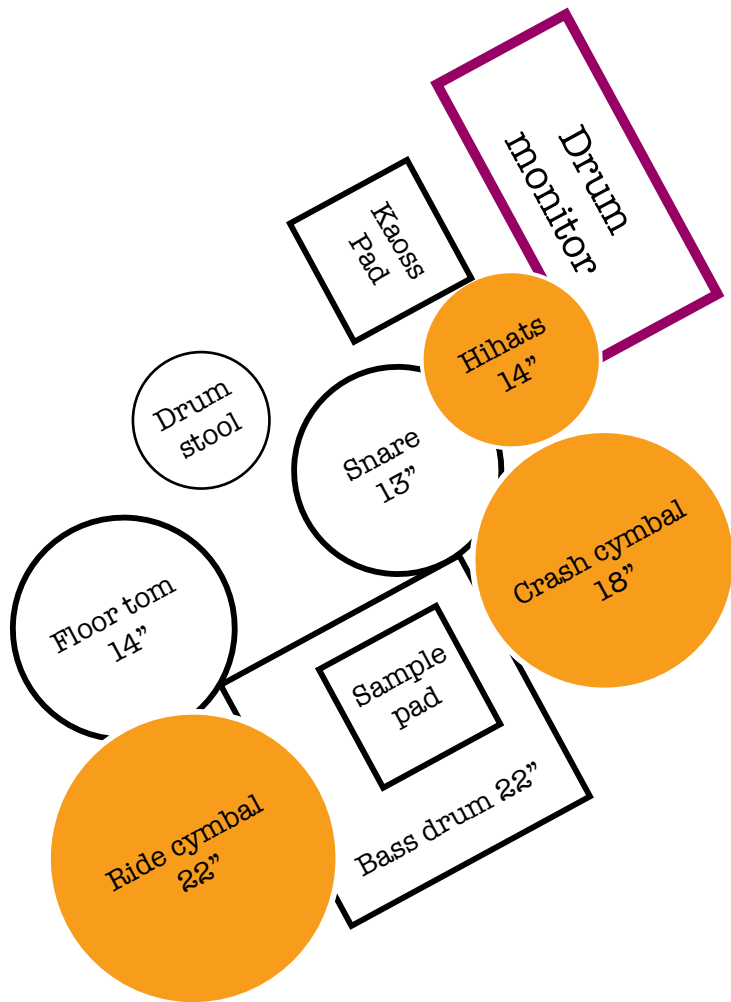 Drum
monitor
Kaoss
Pad
Hihats
14”
Drum
stool
Snare
13”
Crash cymbal
18”
Floor tom
14”
Sample
pad
Bass drum 22”
Ride cymbal
22”